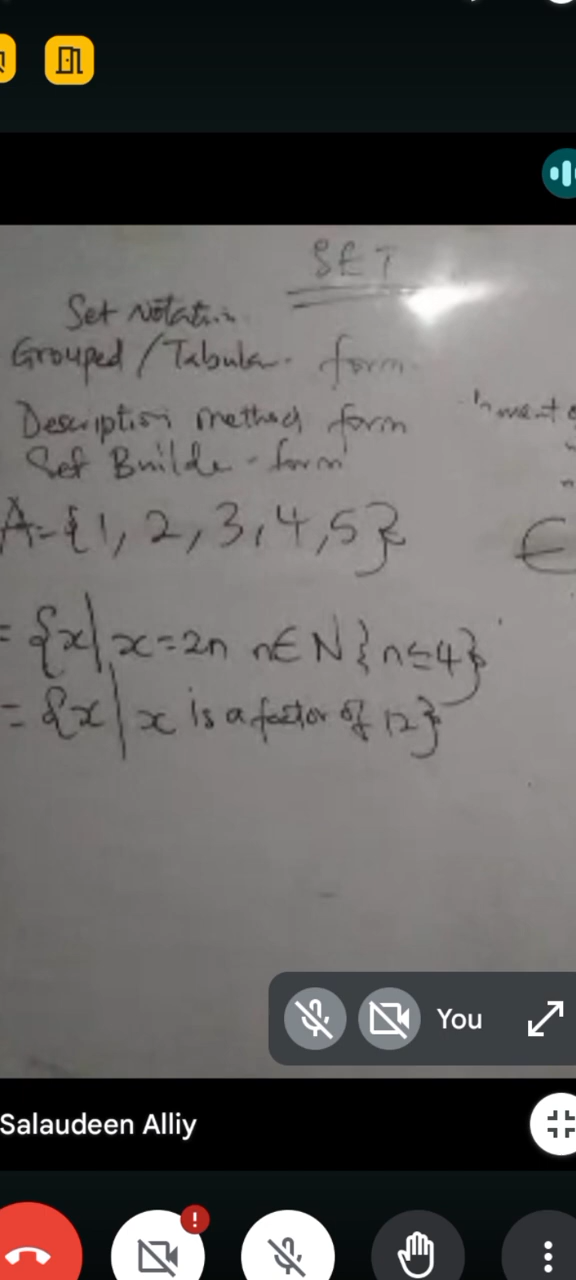 SET
Set Notation
Grouped / Tabular form
Description method form
Set Builder - form
A = {1, 2, 3, 4, 5}
= {x | x = 2n n ∈ N { n ≤ 4}
= {x | x is a factor of 12}
∈
You
Salaudeen Alliy
!